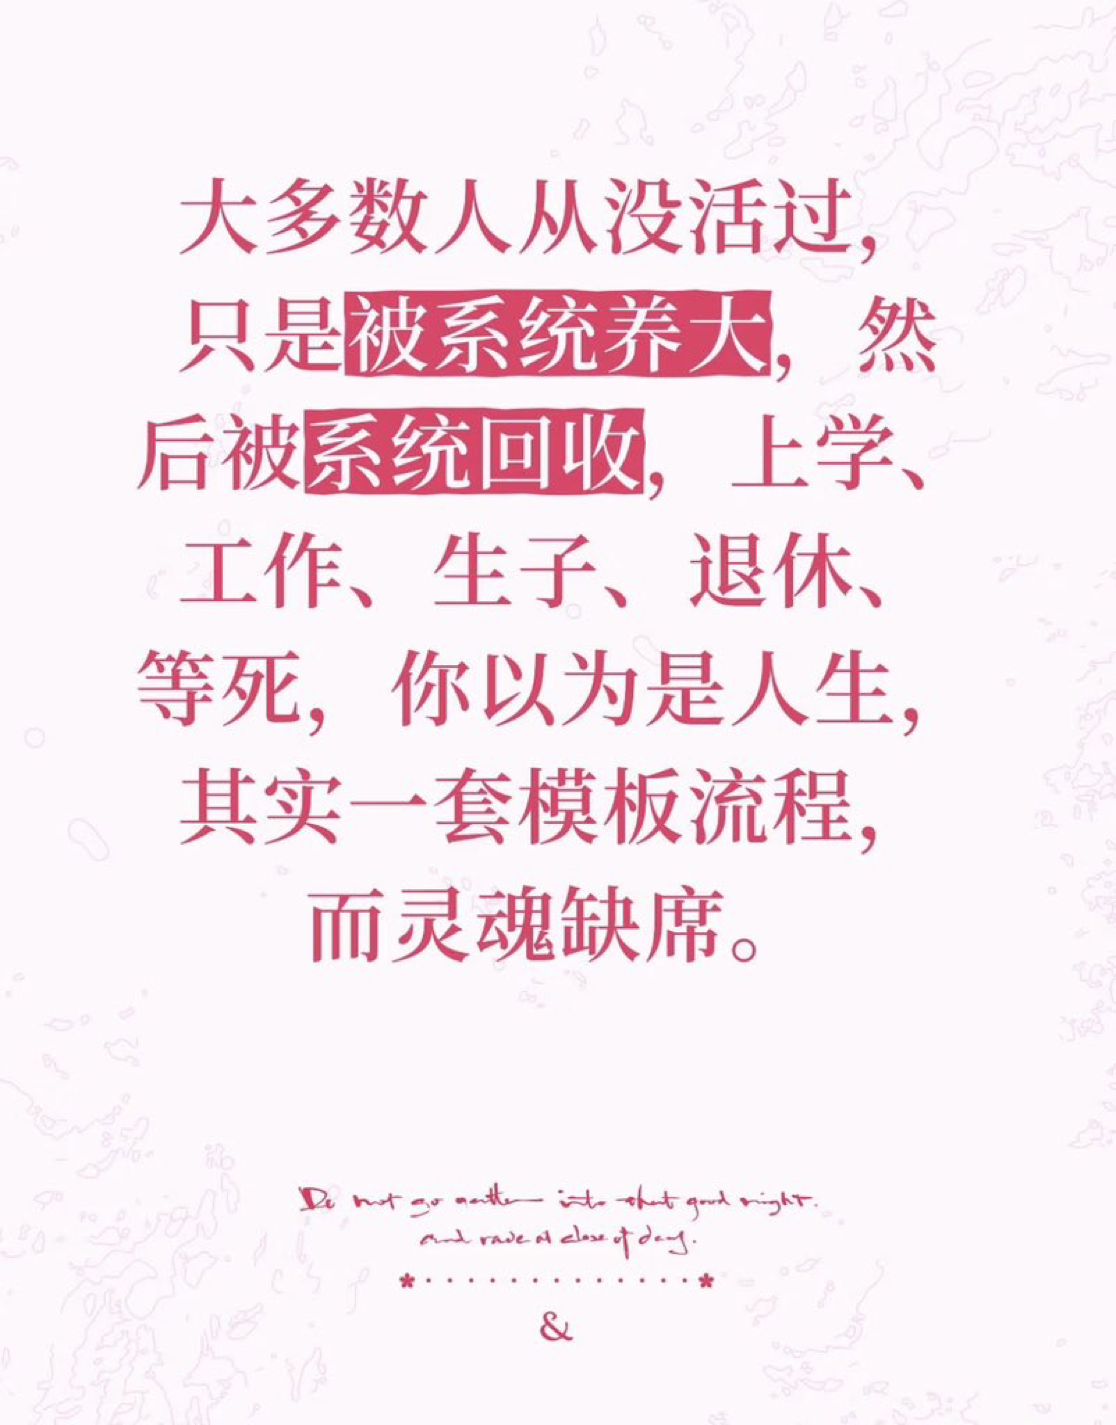 大多数人从没活过，
只是被系统养大，然
后被系统回收，上学、
工作、生子、退休、
等死，你以为是人生，
其实一套模板流程，
而灵魂缺席。
Do not go gentle into that good night.
and rave at close of day.
&